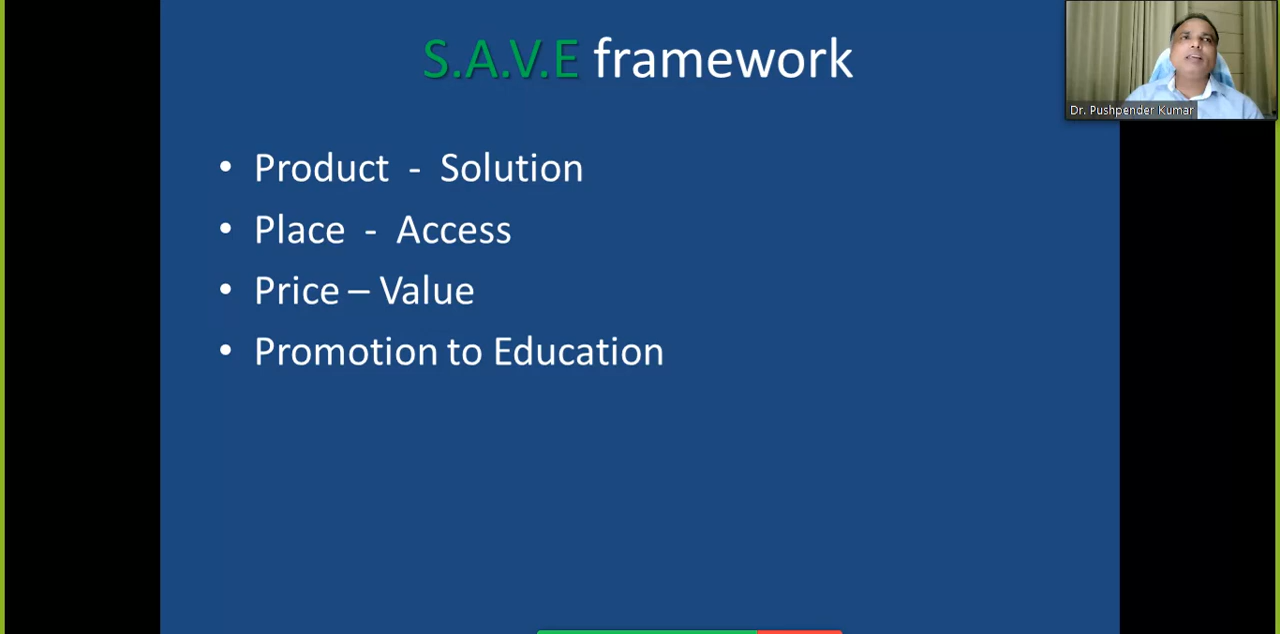 S.A.V.E framework
Dr. Pushpender Kumar
• Product - Solution
• Place - Access
• Price – Value
• Promotion to Education